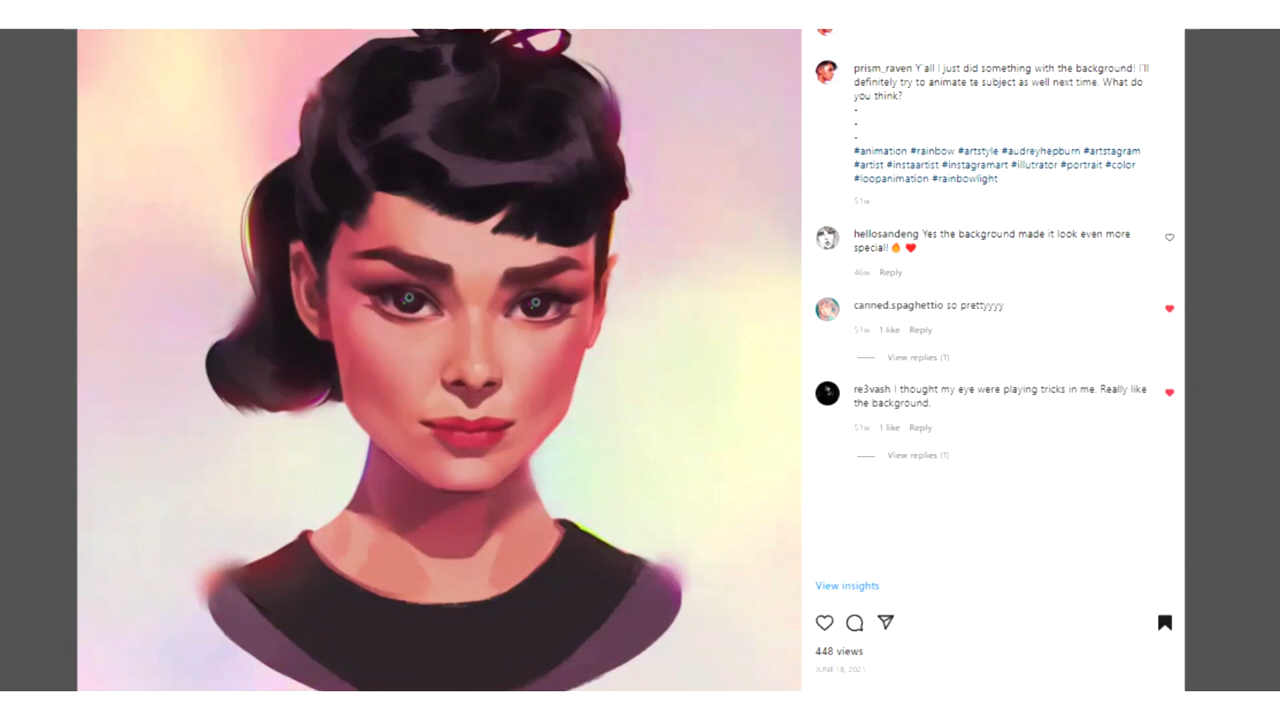 prism_raven Y'all I just did something with the background! I'll
definitely try to animate te subject as well next time. What do
you think?
-
-
-
#animation #rainbow #artstyle #audreyhepburn #artstagram
#artist #instaartist #instagramart #illutrator #portrait #color
#loopanimation #rainbowlight
51w
hellosandeng Yes the background made it look even more
special! 🔥 ❤️
46w Reply
canned.spaghettio so prettyyyy
51w 1 like Reply
View replies (1)
re3vash I thought my eye were playing tricks in me. Really like
the background.
51w 1 like Reply
View replies (1)
View insights
448 views
JUNE 18, 2021